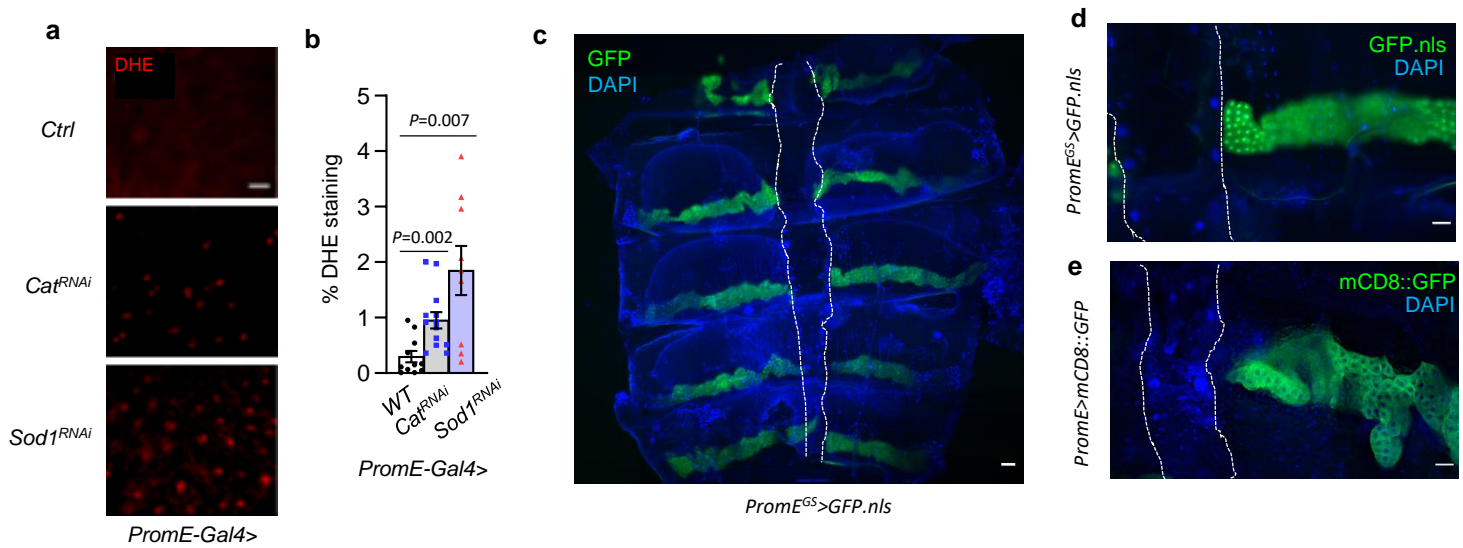 a
DHE
Ctrl
Cat^RNAi
Sod1^RNAi
PromE-Gal4>
b
% DHE staining
5
4
3
2
1
0
P=0.007
P=0.002
WT
Cat^RNAi
Sod1^RNAi
PromE-Gal4>
c
GFP
DAPI
PromE^GS>GFP.nls
d
PromE^GS>GFP.nls
GFP.nls
DAPI
e
PromE>mCD8::GFP
mCD8::GFP
DAPI